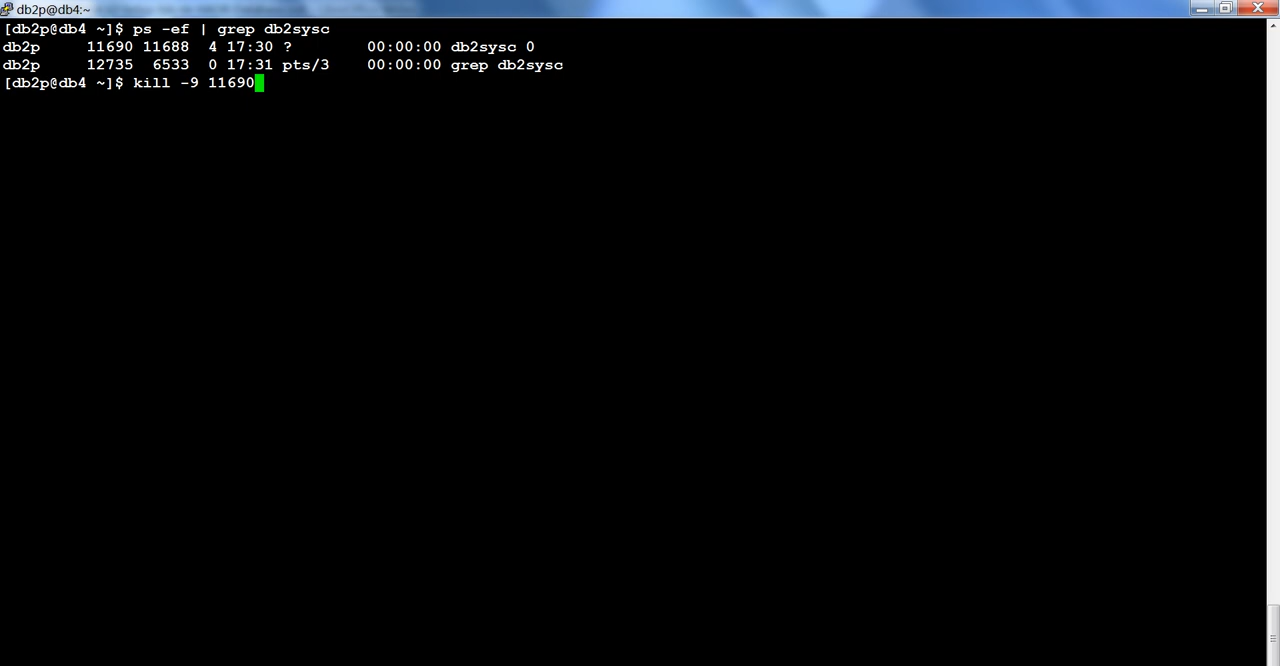 db2p@db4:~
[db2p@db4 ~]$ ps -ef | grep db2sysc
db2p     11690 11688  4 17:30 ?        00:00:00 db2sysc 0
db2p     12735  6533  0 17:31 pts/3    00:00:00 grep db2sysc
[db2p@db4 ~]$ kill -9 11690